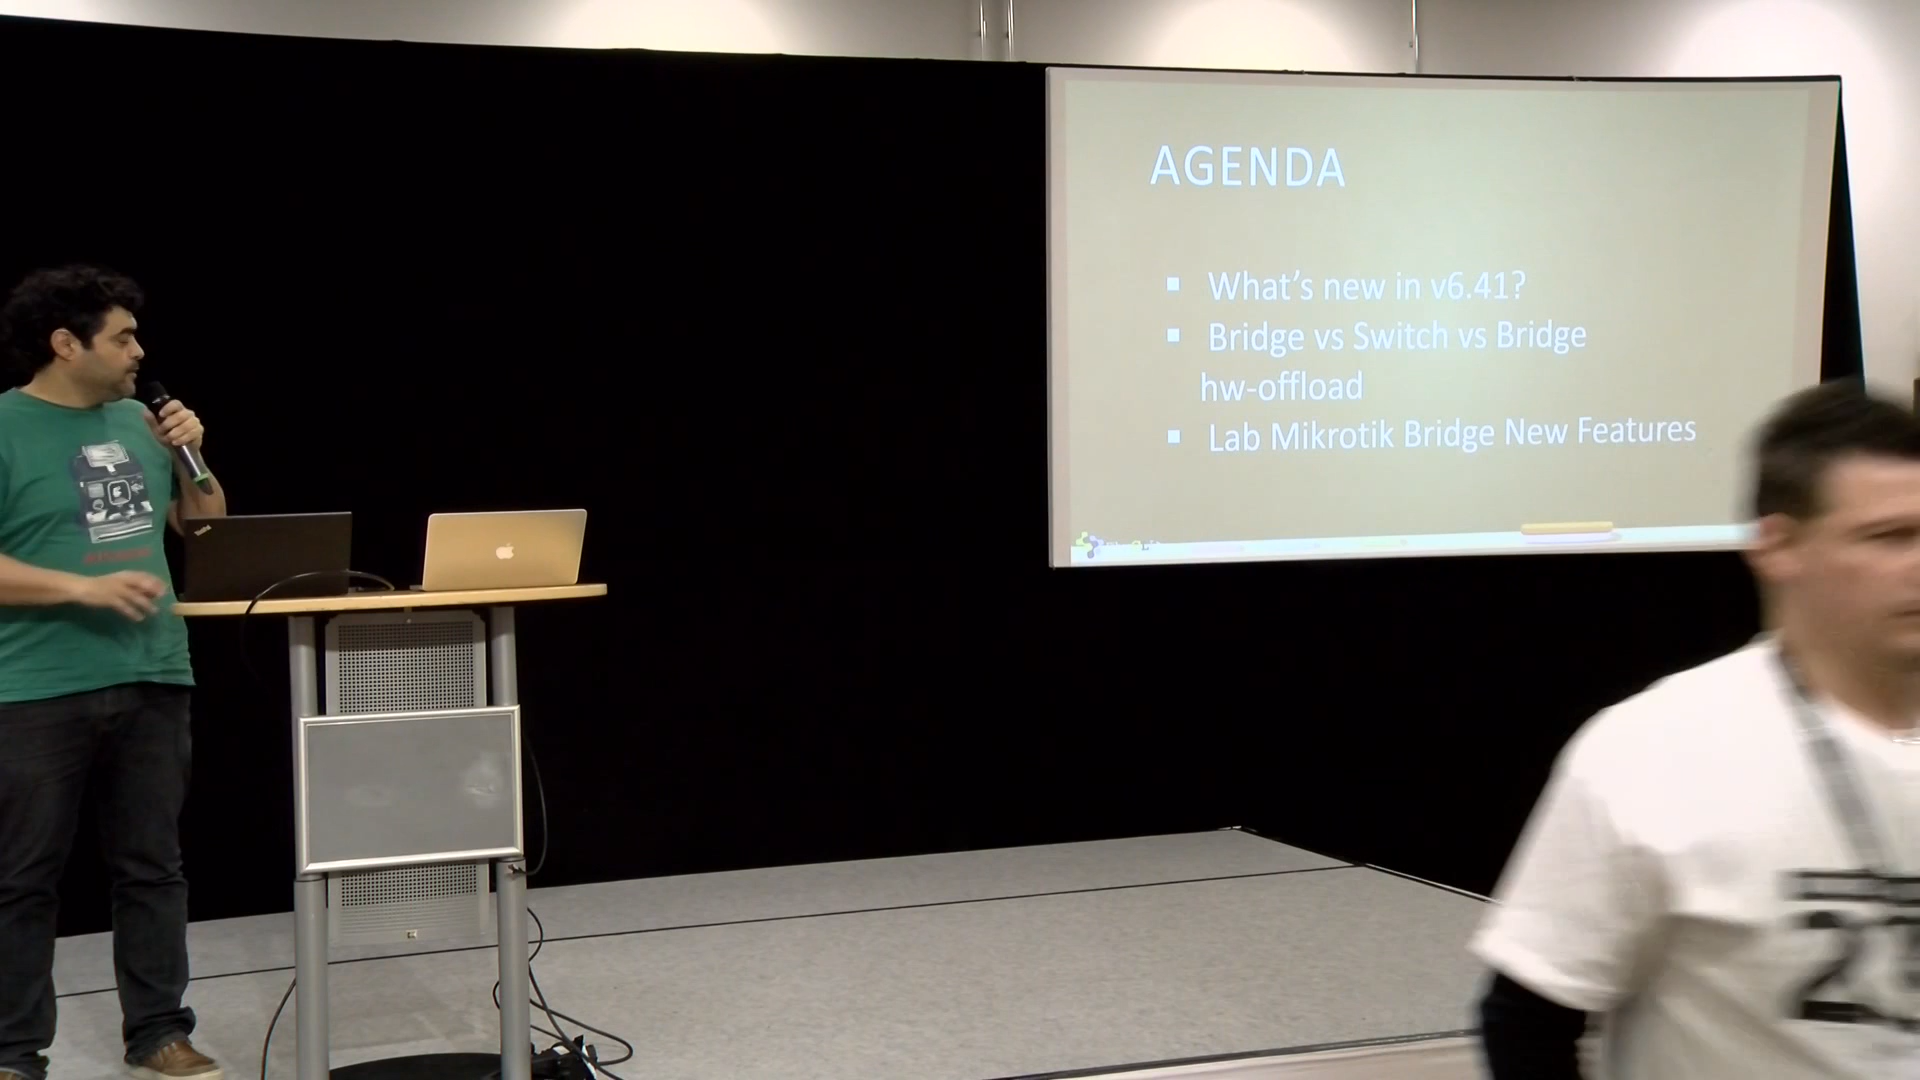 AGENDA
▪ What's new in v6.41?
▪ Bridge vs Switch vs Bridge
hw-offload
▪ Lab Mikrotik Bridge New Features